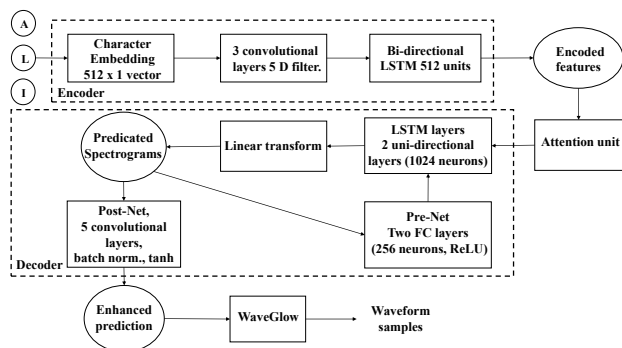 A
L
I
Character
Embedding
512 x 1 vector
3 convolutional
layers 5 D filter.
Bi-directional
LSTM 512 units
Encoder
Encoded
features
Attention unit
LSTM layers
2 uni-directional
layers (1024 neurons)
Linear transform
Predicated
Spectrograms
Pre-Net
Two FC layers
(256 neurons, ReLU)
Post-Net,
5 convolutional
layers,
batch norm., tanh
Decoder
Enhanced
prediction
WaveGlow
Waveform
samples